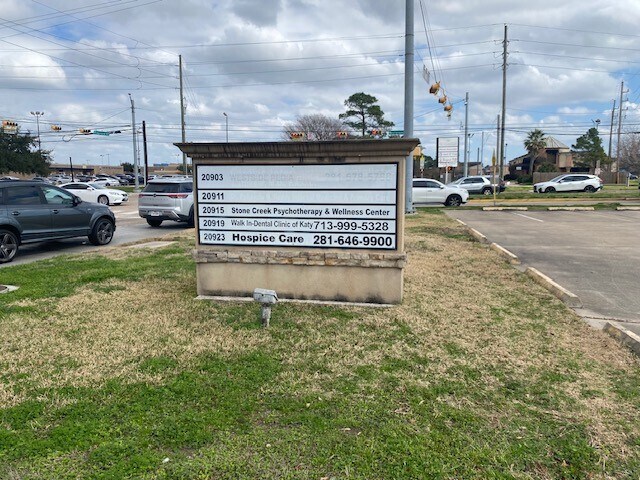 20903
20911
20915 Stone Creek Psychotherapy & Wellness Center
20919 Walk In-Dental Clinic of Katy 713-999-5328
20923 Hospice Care 281-646-9900